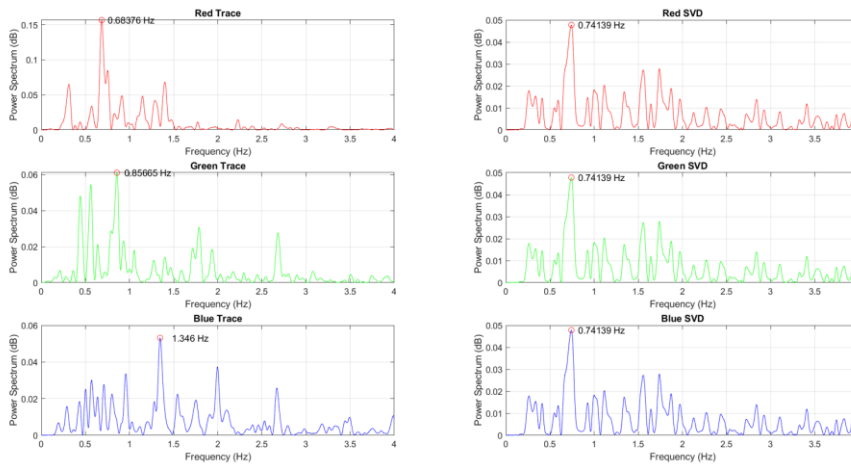 Red Trace
0.68376 Hz
0.15
0.1
0.05
0
0 0.5 1 1.5 2 2.5 3 3.5 4
Power Spectrum (dB)
Frequency (Hz)
Red SVD
0.74139 Hz
0.05
0.04
0.03
0.02
0.01
0
0 0.5 1 1.5 2 2.5 3 3.5
Power Spectrum (dB)
Frequency (Hz)
Green Trace
0.85665 Hz
0.06
0.04
0.02
0
0 0.5 1 1.5 2 2.5 3 3.5 4
Power Spectrum (dB)
Frequency (Hz)
Green SVD
0.74139 Hz
0.05
0.04
0.03
0.02
0.01
0
0 0.5 1 1.5 2 2.5 3 3.5
Power Spectrum (dB)
Frequency (Hz)
Blue Trace
1.346 Hz
0.06
0.04
0.02
0
0 0.5 1 1.5 2 2.5 3 3.5 4
Power Spectrum (dB)
Frequency (Hz)
Blue SVD
0.74139 Hz
0.05
0.04
0.03
0.02
0.01
0
0 0.5 1 1.5 2 2.5 3 3.5
Power Spectrum (dB)
Frequency (Hz)